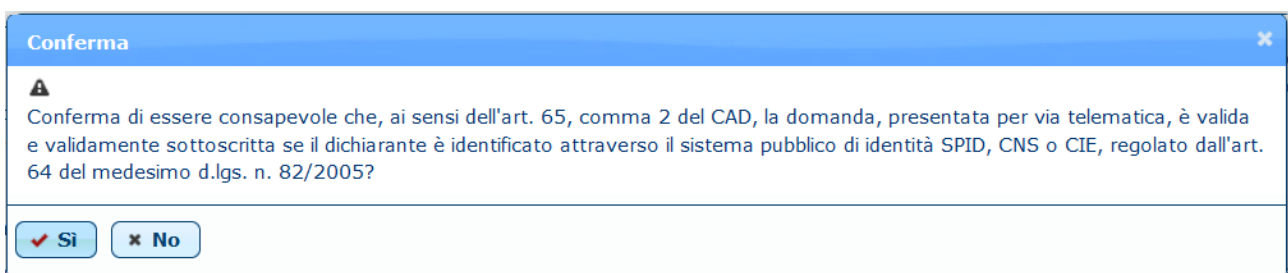 Conferma
Conferma di essere consapevole che, ai sensi dell'art. 65, comma 2 del CAD, la domanda, presentata per via telematica, è valida
e validamente sottoscritta se il dichiarante è identificato attraverso il sistema pubblico di identità SPID, CNS o CIE, regolato dall'art.
64 del medesimo d.lgs. n. 82/2005?
Sì No